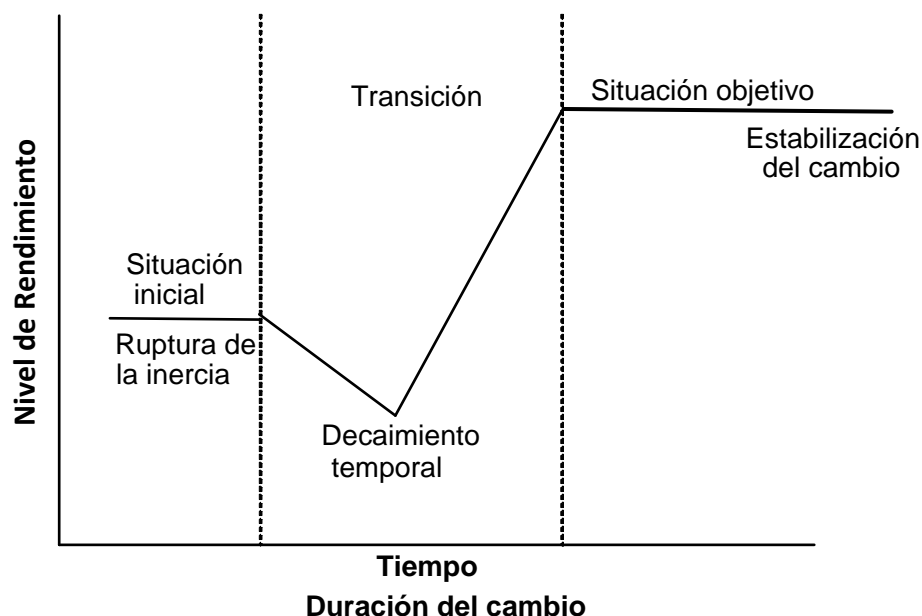 Transición
Situación objetivo
Estabilización
del cambio
Situación
inicial
Ruptura de
la inercia
Decaimiento
temporal
Nivel de Rendimiento
Tiempo
Duración del cambio